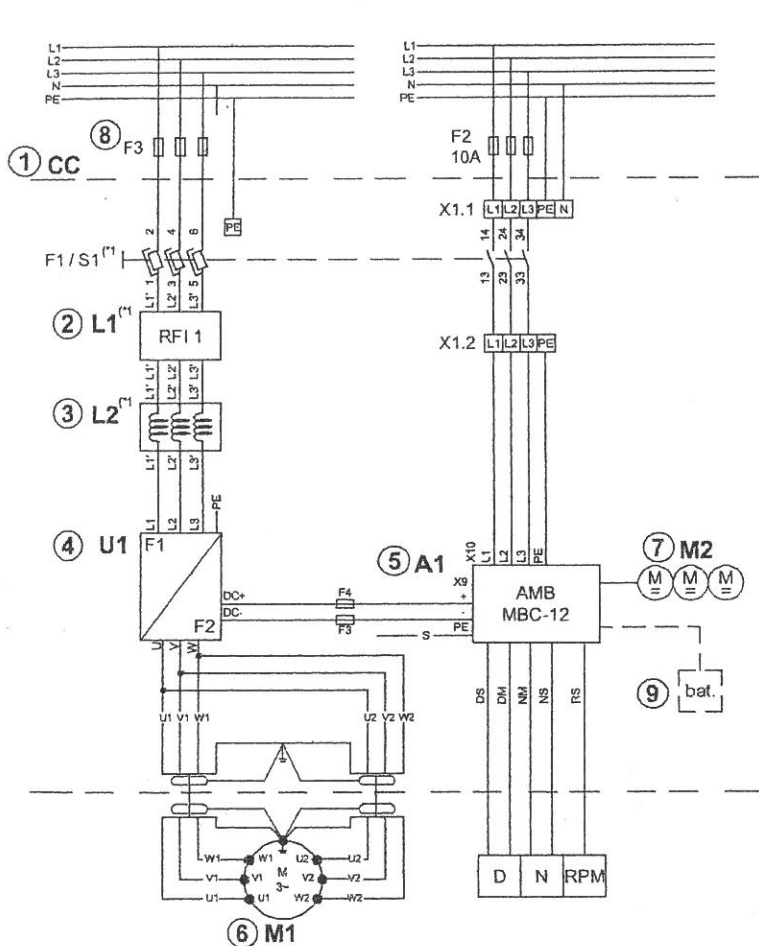 L1 L1
L2 L2
L3 L3
N N
PE PE
8 F3
F2
10A
1 CC
X1.1 L1 L2 L3 PE N
PE
2 4 6
14 24 34
F1 / S1 (*1
1 3 5
13 23 33
L1' L2' L3'
2 L1 (*1
RFI 1
X1.2 L1 L2 L3 PE
L1' L2' L3'
L1' L2' L3'
3 L2 (*1
L1' L2' L3'
PE
L1 L2 L3
X10 L1 L2 L3 PE
4 U1
F1
F2
5 A1
7 M2
M M M
X9
+
-
PE
AMB
MBC-12
DC+ F4
DC- F3
S
U V W
9 bat.
DS DM NM NS RS
U1 V1 W1 U2 V2 W2
W1 W1 U2 U2
V1 V1 V2 V2
U1 U1 W2 W2
M
3~
D N RPM
6 M1